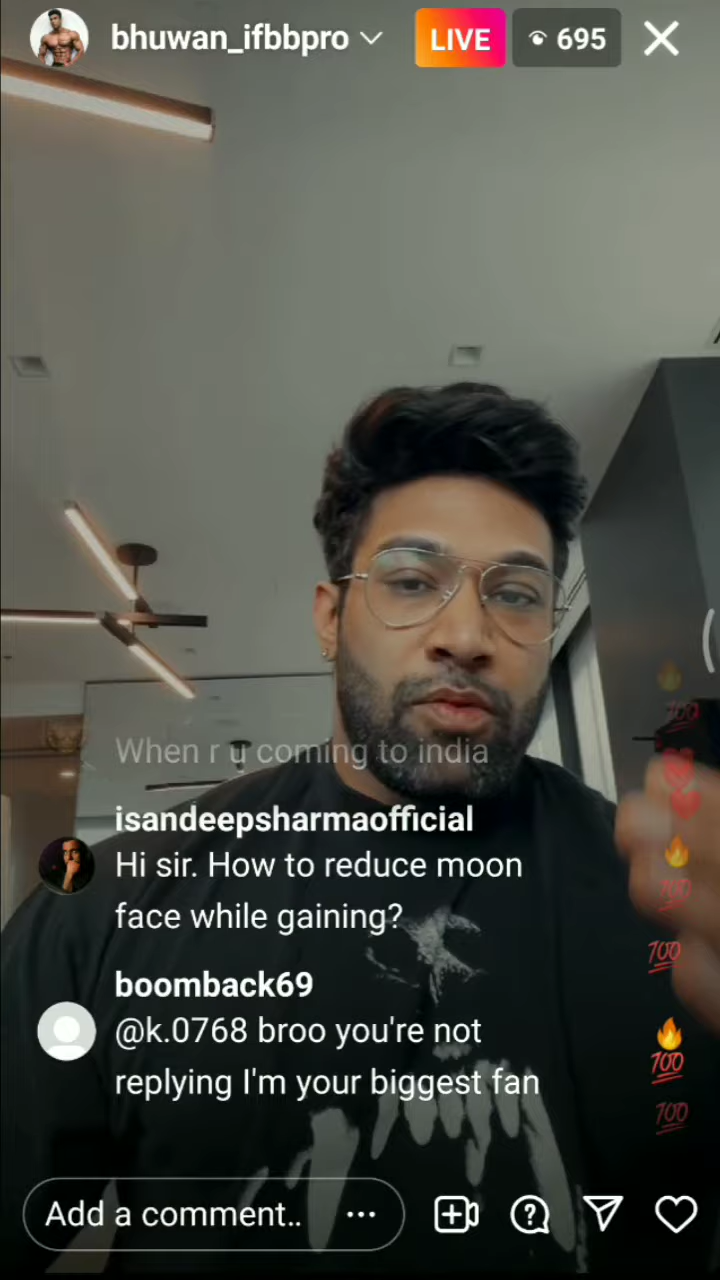 bhuwan_ifbbpro
LIVE
695
When r u coming to india
isandeepsharmaofficial
Hi sir. How to reduce moon
face while gaining?
boomback69
@k.0768 broo you're not
replying I'm your biggest fan
Add a comment..